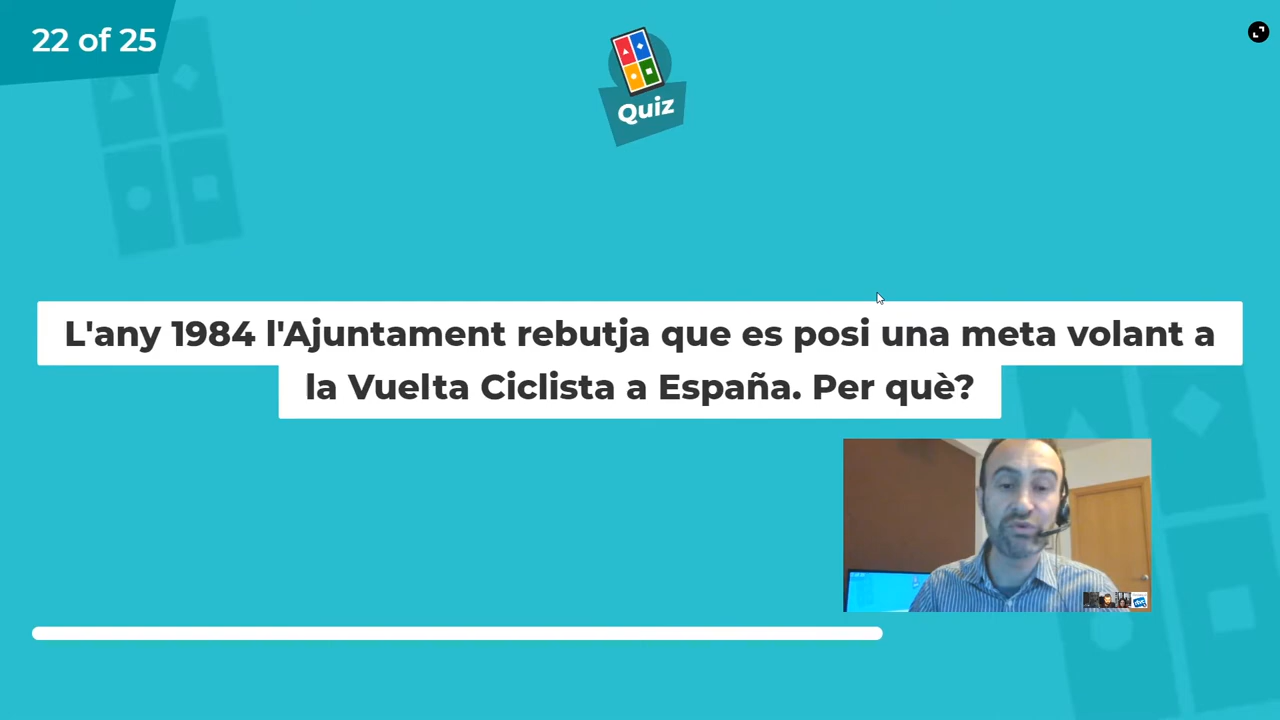 22 of 25
Quiz
L'any 1984 l'Ajuntament rebutja que es posi una meta volant a
la Vuelta Ciclista a España. Per què?